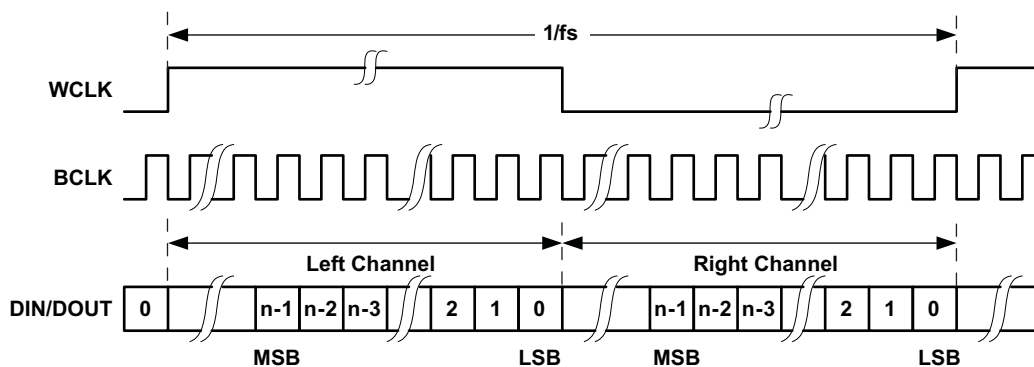 1/fs
WCLK
BCLK
Left Channel Right Channel
DIN/DOUT 0 n-1 n-2 n-3 2 1 0 n-1 n-2 n-3 2 1 0
MSB LSB MSB LSB